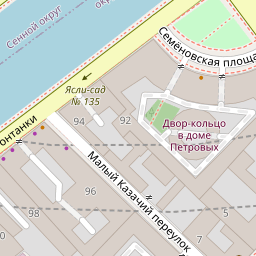 Сенной округ
окр
Семёновская площа
Ясли-сад
№ 135
онтанки
94
92
Двор-кольцо
в доме
Петровых
Малый Казачий переулок
96
98
5